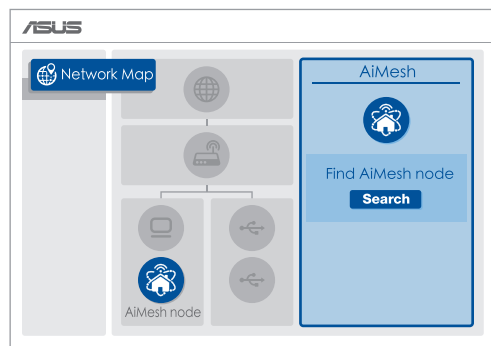 ASUS
Network Map
AiMesh
Find AiMesh node
Search
AiMesh node